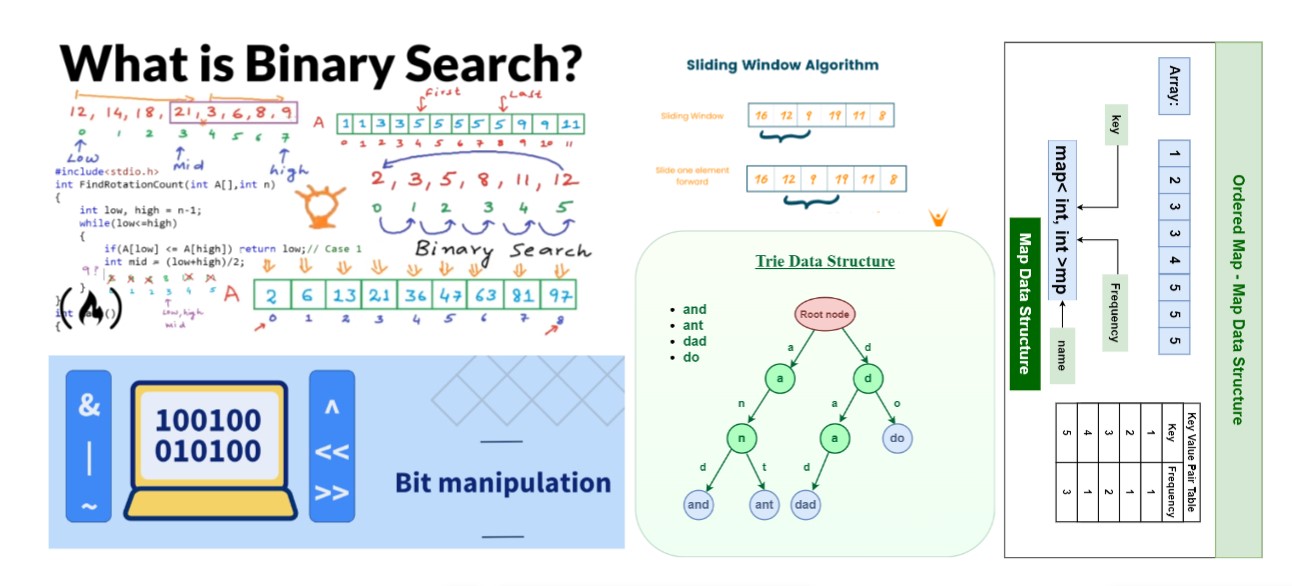 What is Binary Search?
12, 14, 18, 21, 3, 6, 8, 9
0 1 2 3 4 5 6 7
Low mid high
#include<stdio.h>
int FindRotationCount(int A[],int n)
{
int low, high = n-1;
while(low<=high)
{
if(A[low] <= A[high]) return low;// Case 1
int mid = (low+high)/2;
}
low, high
mid
{
First Last
A 1 1 3 3 5 5 5 5 5 9 9 11
0 1 2 3 4 5 6 7 8 9 10 11
2, 3, 5, 8, 11, 12
0 1 2 3 4 5
Binary Search
A 2 6 13 21 36 47 63 81 97
0 1 2 3 4 5 6 7 8
&
|
~
100100
010100
^
<<
>>
Bit manipulation
Sliding Window Algorithm
Sliding Window
16 12 9 19 11 8
Slide one element
forward
16 12 9 19 11 8
Trie Data Structure
• and
• ant
• dad
• do
Root node
a d
a d
n a o
n a do
d t d
and ant dad
Ordered Map - Map Data Structure
Array: 1 2 3 3 4 5 5 5
key Frequency name
map< int, int >mp
Map Data Structure
Key Value Pair Table
Key Frequency
1 1
2 1
3 2
4 1
5 3